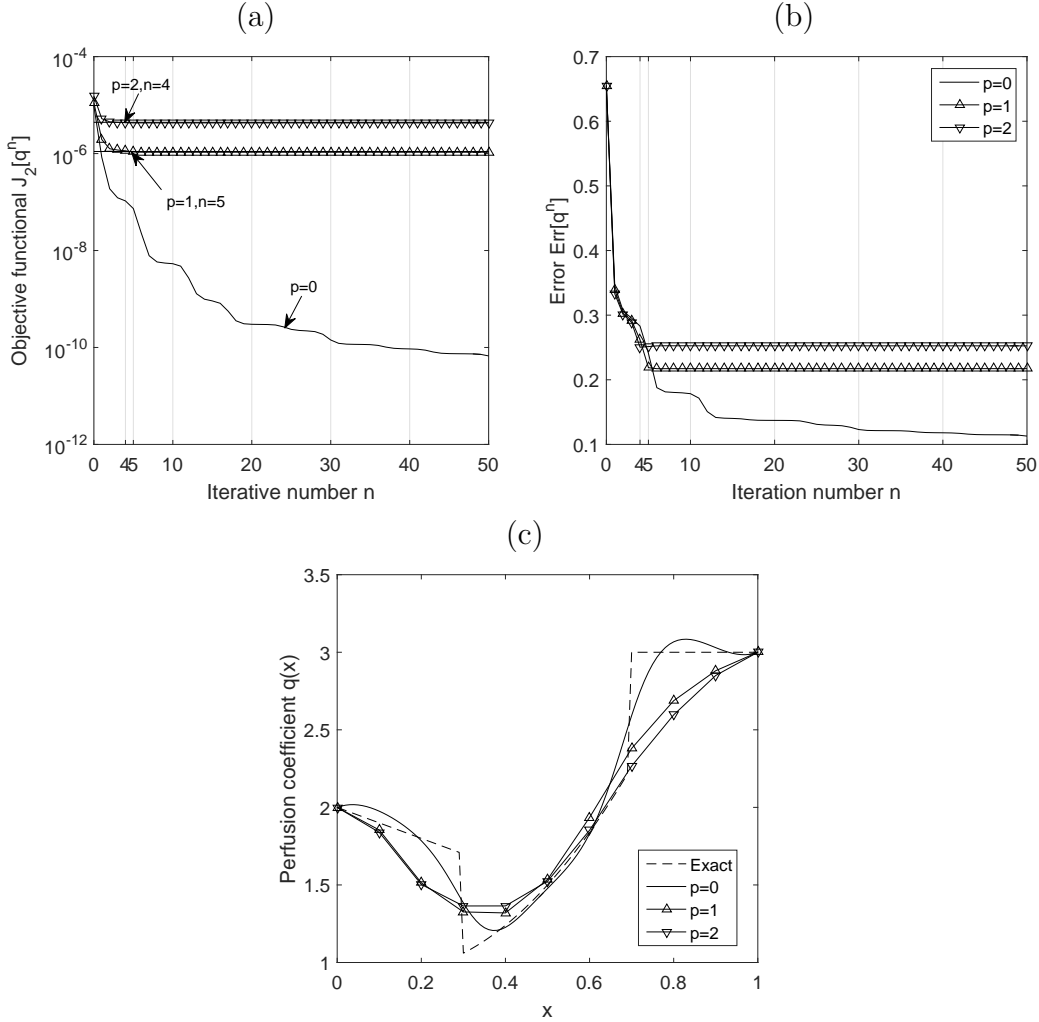 (a)
10^-4
10^-6
10^-8
10^-10
10^-12
Objective functional J_2[q^n]
p=2,n=4
p=1,n=5
p=0
0 4 5 10 20 30 40 50
Iterative number n
(b)
0.7
0.6
0.5
0.4
0.3
0.2
0.1
Error Err[q^n]
p=0
p=1
p=2
0 4 5 10 20 30 40 50
Iteration number n
(c)
3.5
3
2.5
2
1.5
1
Perfusion coefficient q(x)
Exact
p=0
p=1
p=2
0 0.2 0.4 0.6 0.8 1
x